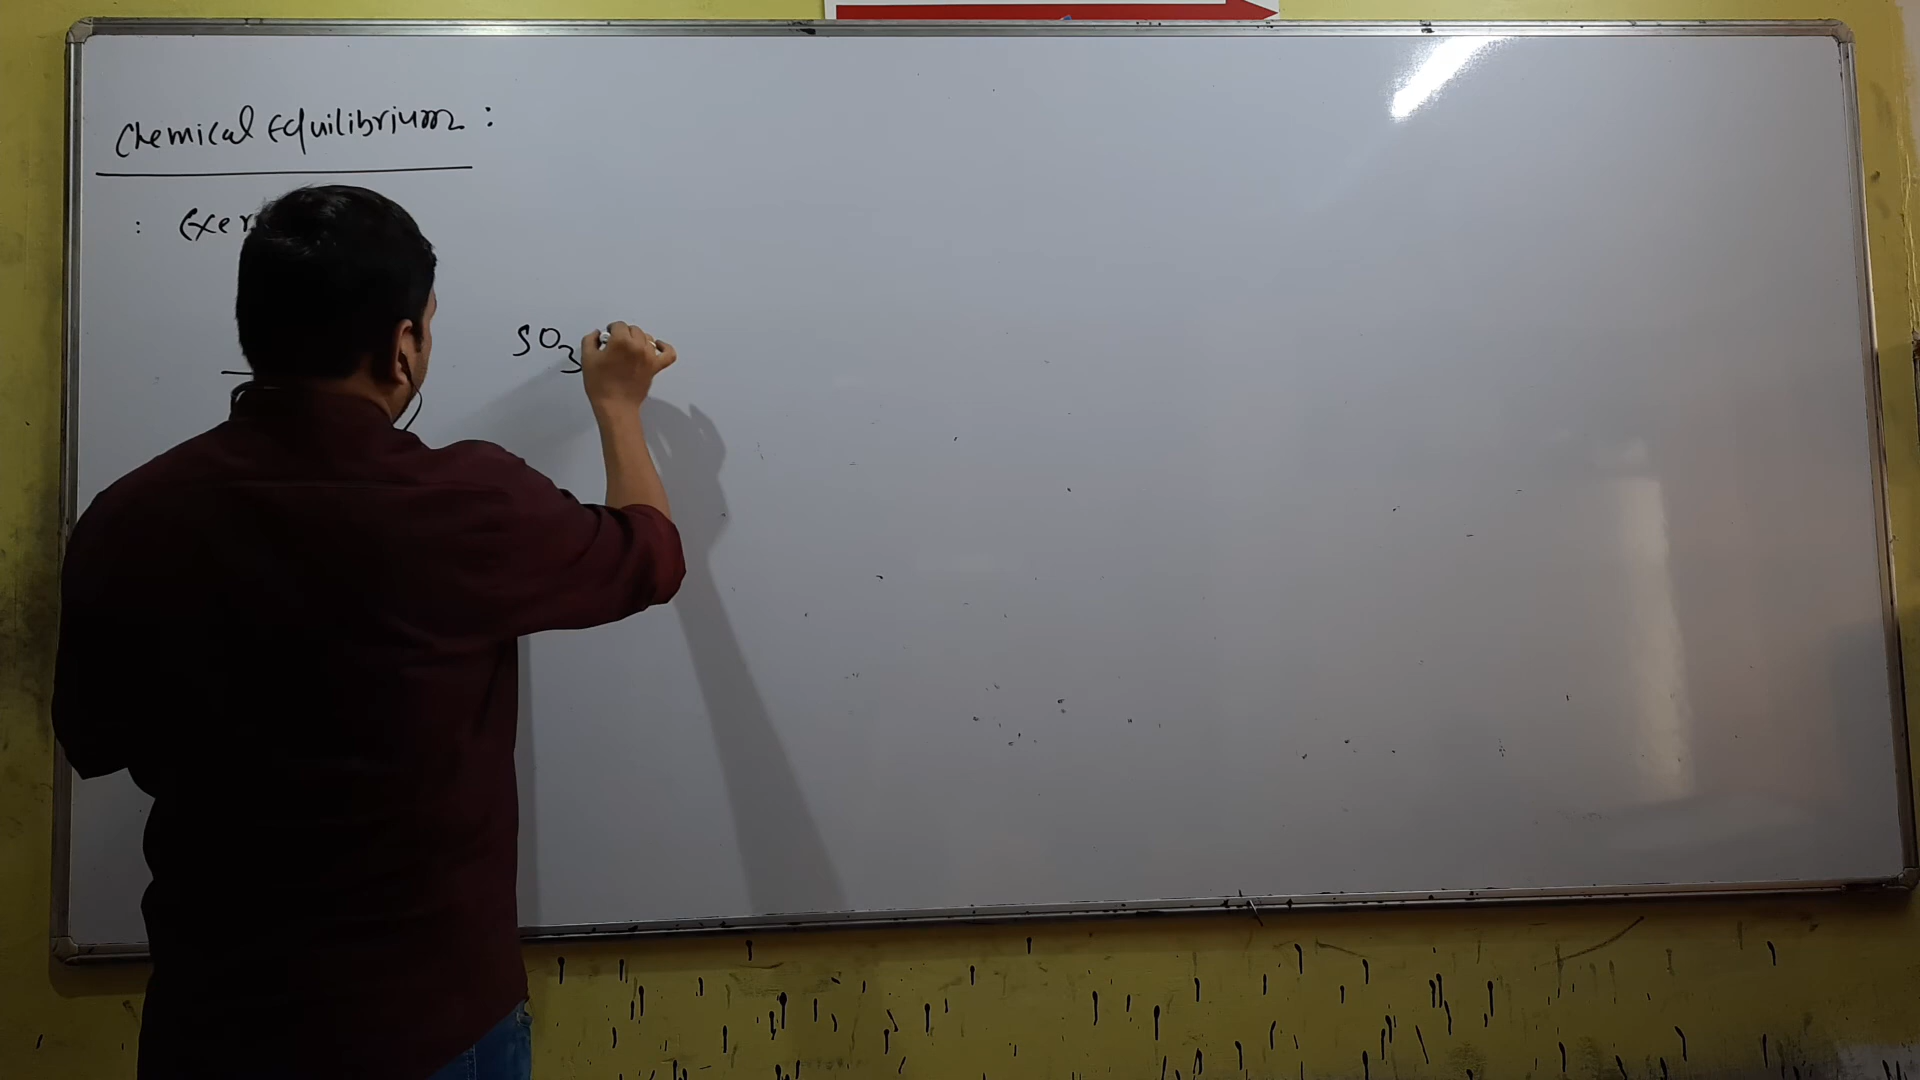 Chemical Equilibrium :
: Exer
SO3